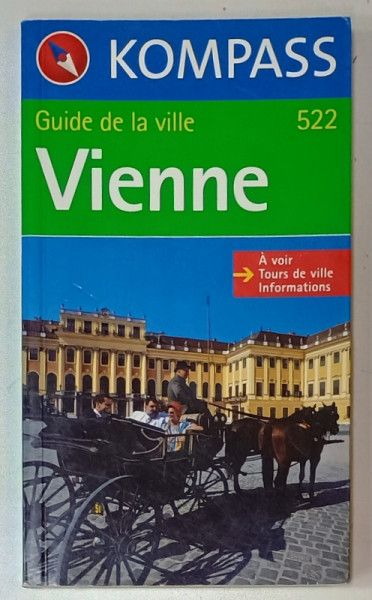 KOMPASS
Guide de la ville 522
Vienne
À voir
Tours de ville
Informations